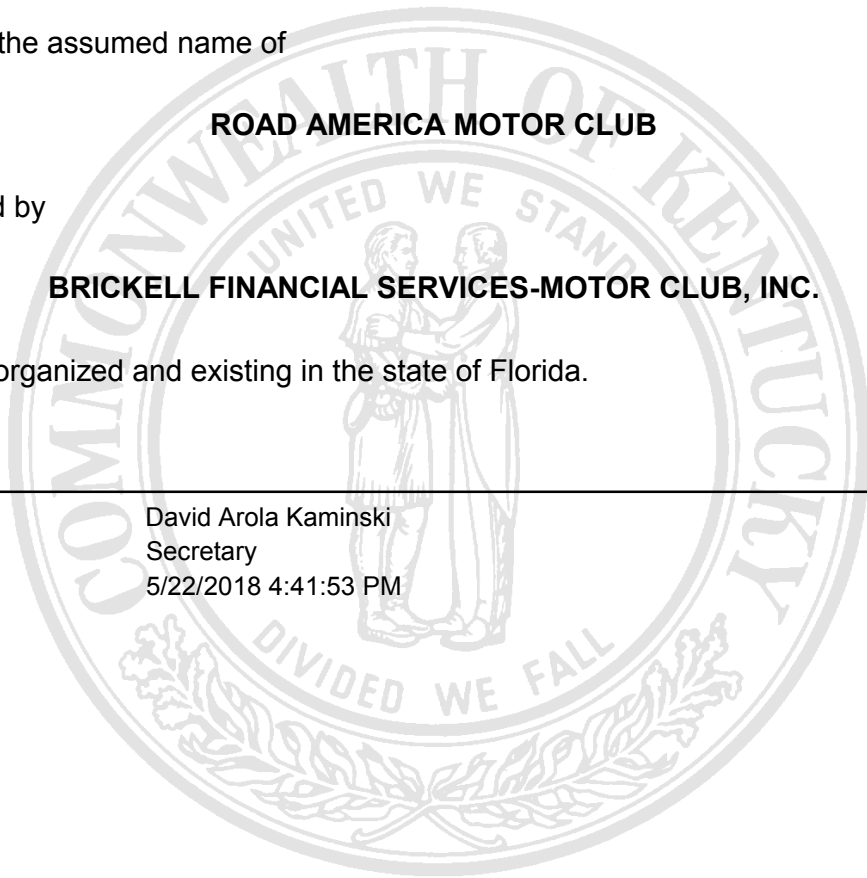 the assumed name of
ROAD AMERICA MOTOR CLUB
d by
BRICKELL FINANCIAL SERVICES-MOTOR CLUB, INC.
organized and existing in the state of Florida.
David Arola Kaminski
Secretary
5/22/2018 4:41:53 PM
COMMONWEALTH OF KENTUCKY
UNITED WE STAND
DIVIDED WE FALL